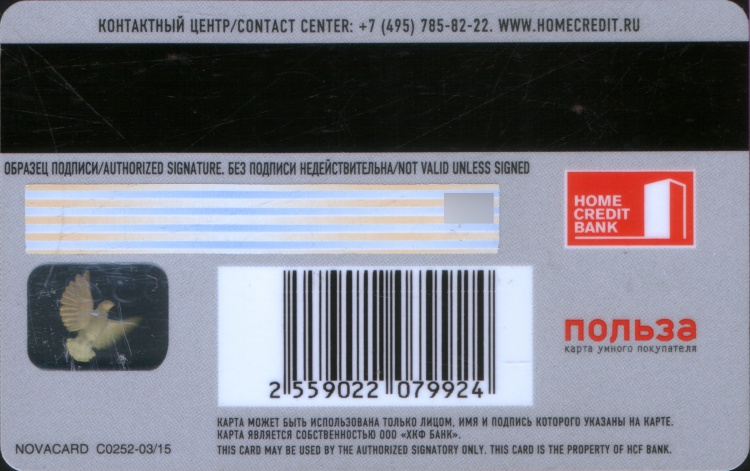 КОНТАКТНЫЙ ЦЕНТР/CONTACT CENTER: +7 (495) 785-82-22. WWW.HOMECREDIT.RU
ОБРАЗЕЦ ПОДПИСИ/AUTHORIZED SIGNATURE. БЕЗ ПОДПИСИ НЕДЕЙСТВИТЕЛЬНА/NOT VALID UNLESS SIGNED
HOME
CREDIT
BANK
польза
карта умного покупателя
2 559022 079924
КАРТА МОЖЕТ БЫТЬ ИСПОЛЬЗОВАНА ТОЛЬКО ЛИЦОМ, ИМЯ И ПОДПИСЬ КОТОРОГО УКАЗАНЫ НА КАРТЕ.
КАРТА ЯВЛЯЕТСЯ СОБСТВЕННОСТЬЮ ООО «ХКФ БАНК».
NOVACARD C0252-03/15
THIS CARD MAY BE USED BY THE AUTHORIZED SIGNATORY ONLY. THIS CARD IS THE PROPERTY OF HCF BANK.